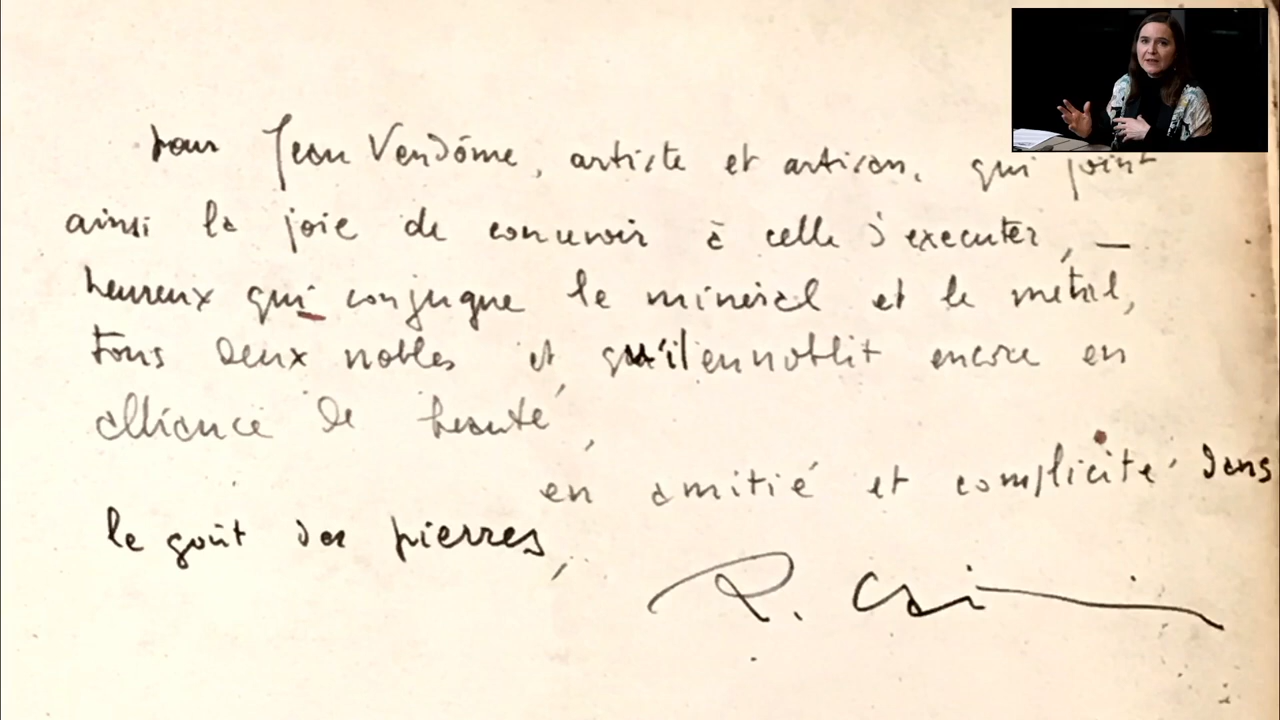 pour Jean Vendôme, artiste et artisan, qui joint
ainsi la joie de concevoir à celle d'executer, —
heureux qui conjugue le minéral et le métal,
tous deux nobles et qu'il ennoblit encore en
alliance de beauté,
en amitié et complicité dans
le goût des pierres,
R. Cai